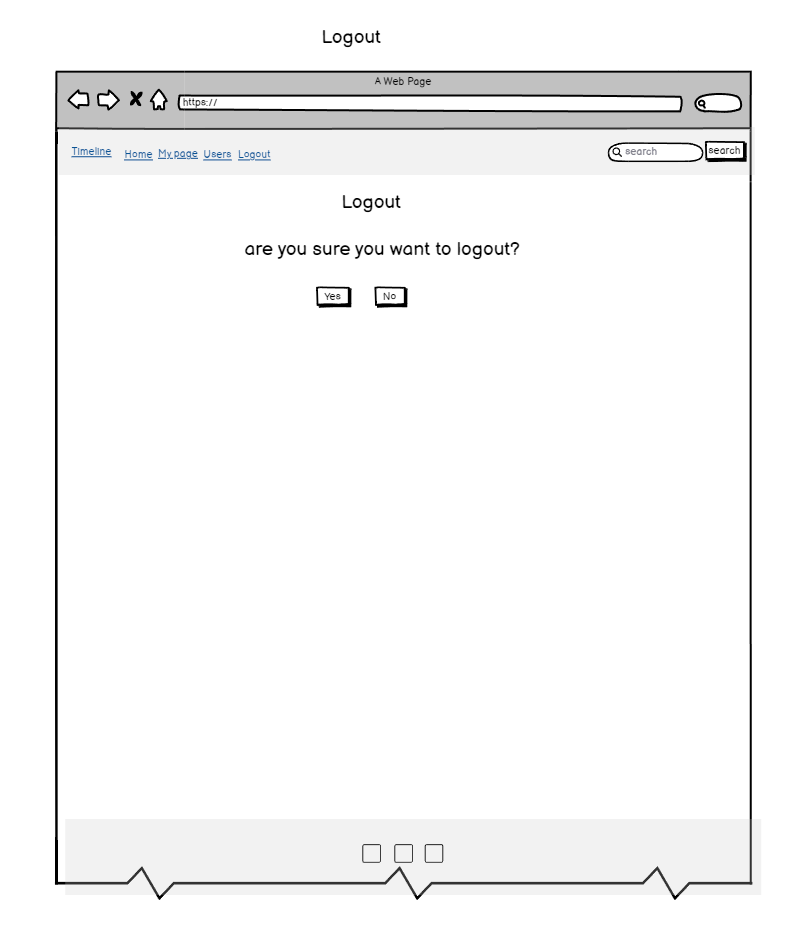 Logout
A Web Page
https://
Timeline Home My page Users Logout search search
Logout
are you sure you want to logout?
Yes No